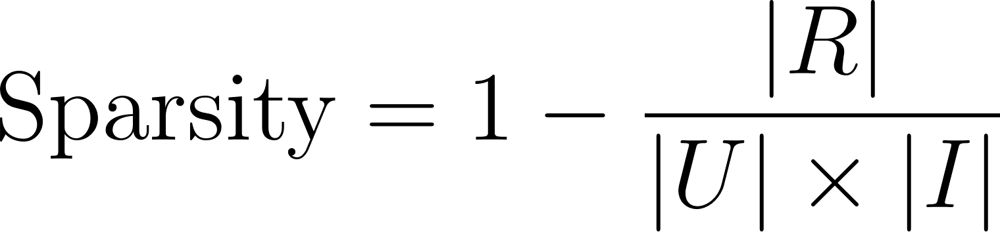 Sparsity = 1 − |R| / |U| × |I|